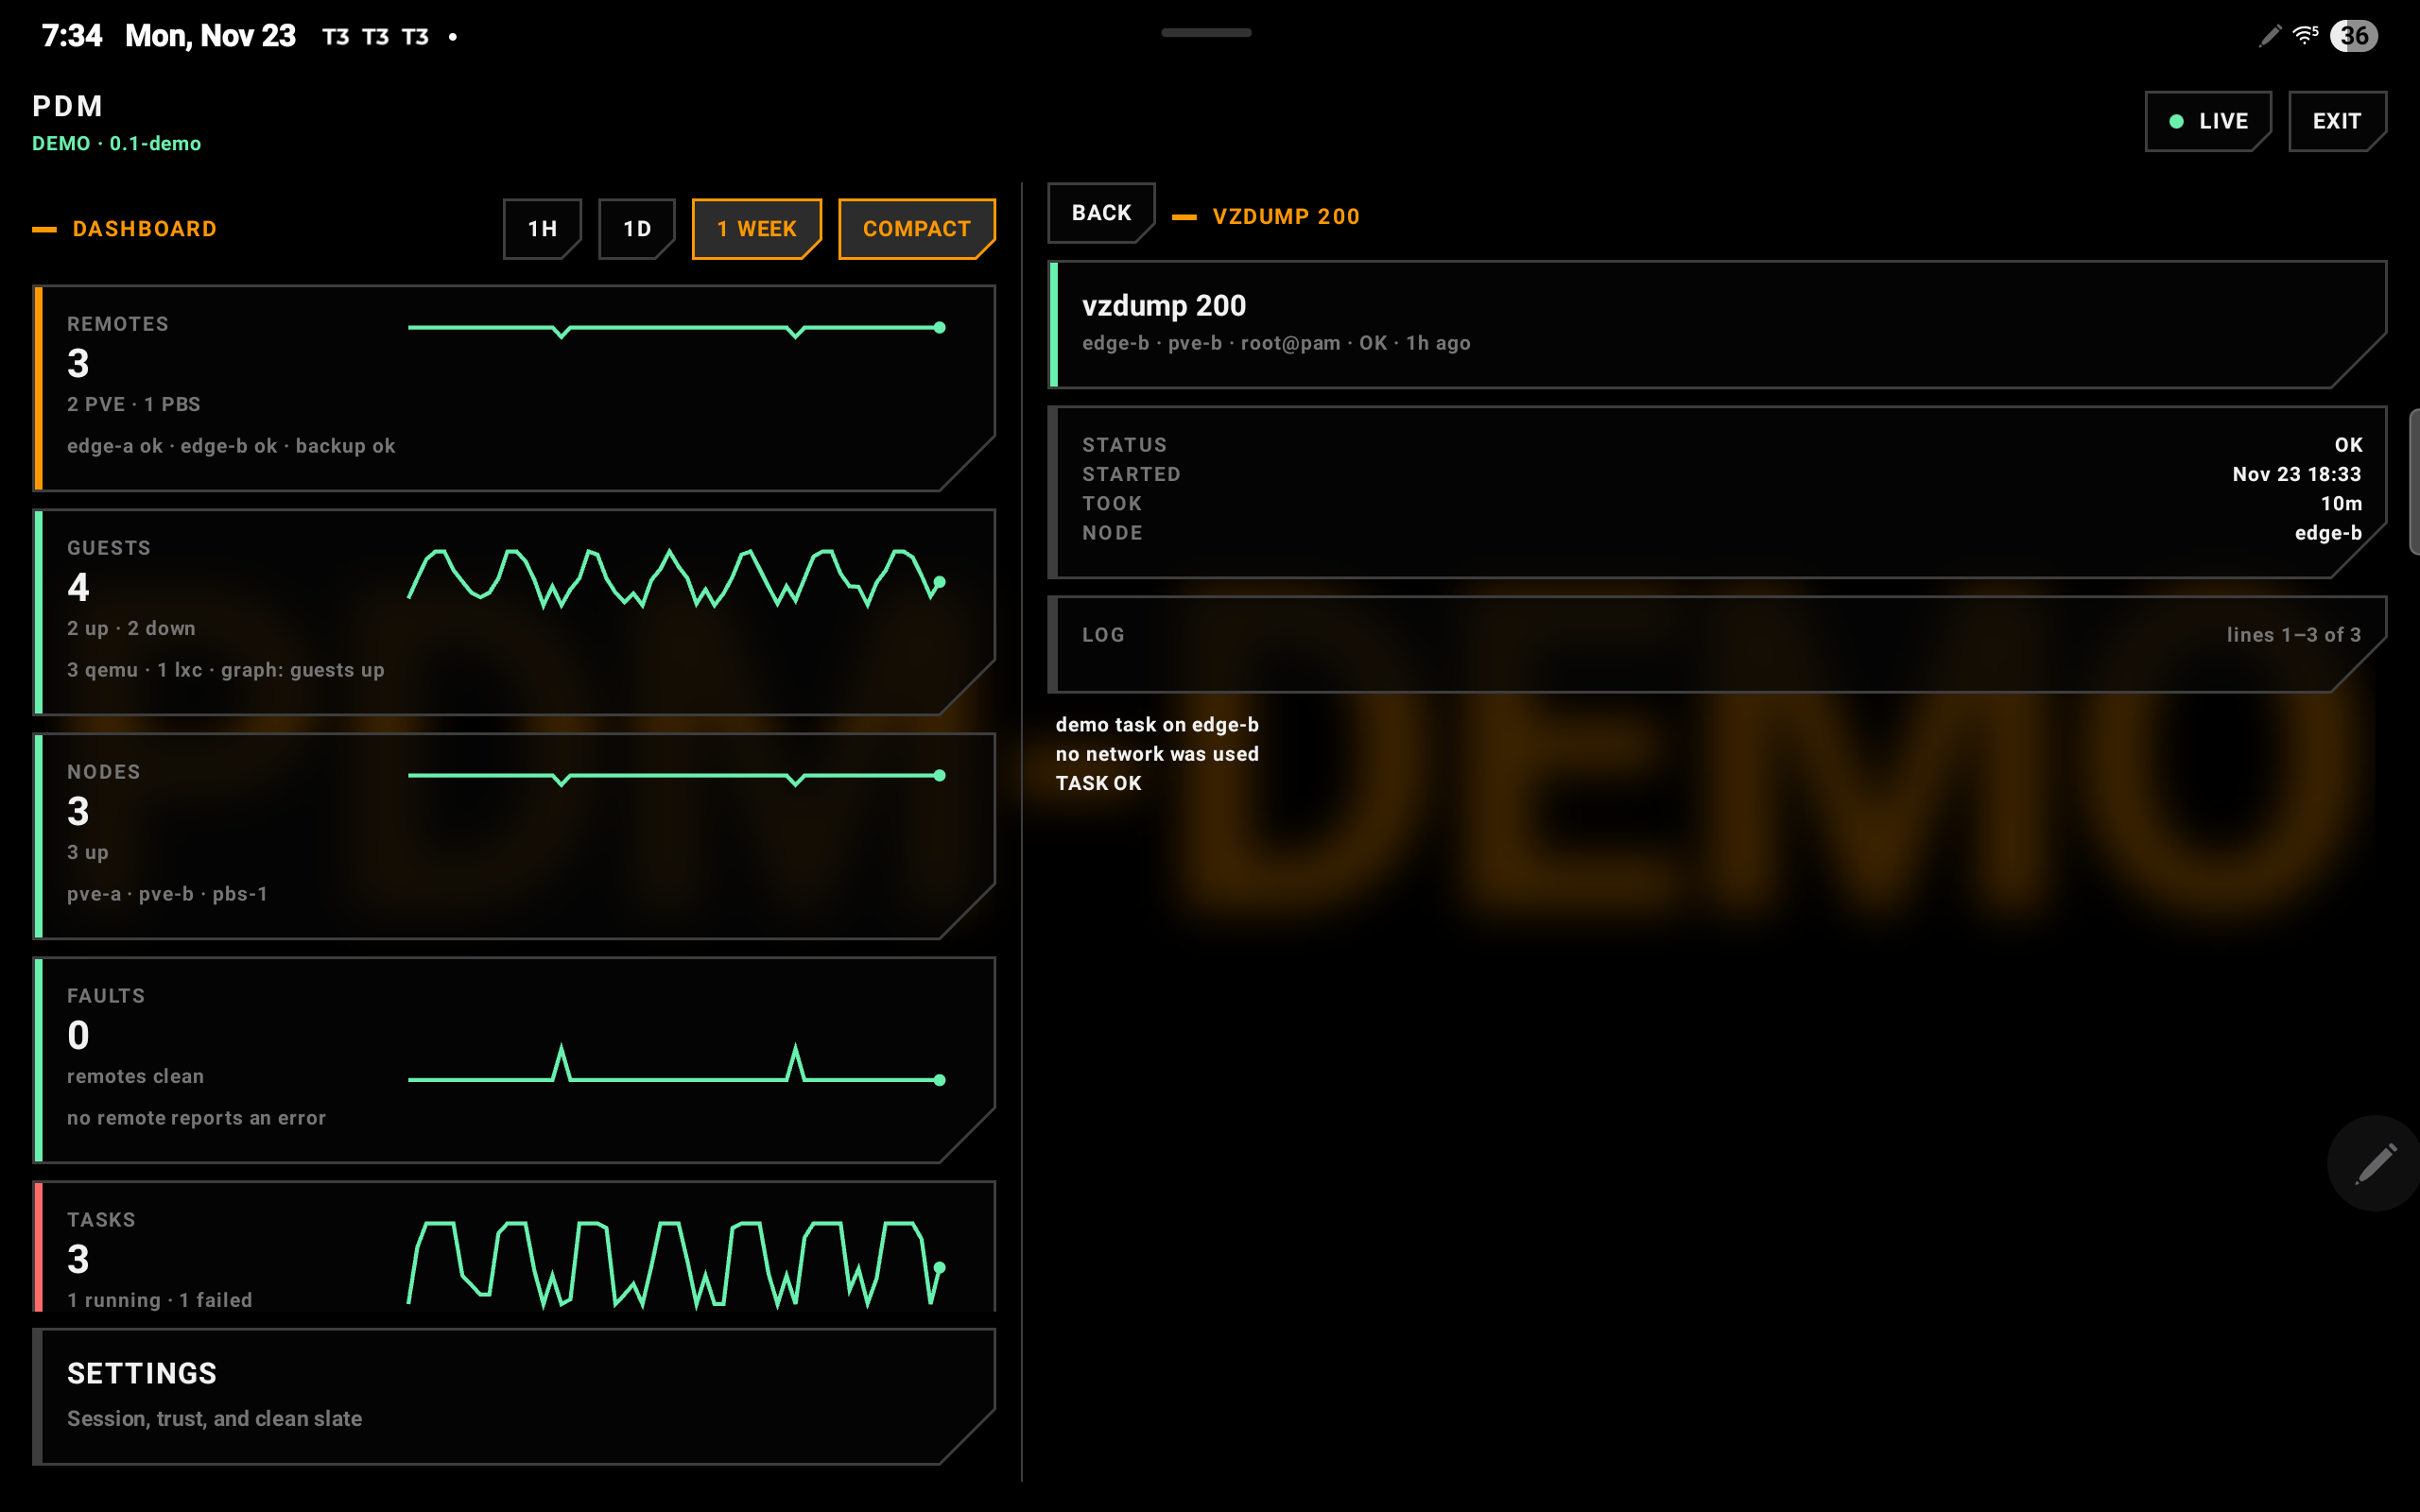 7:34 Mon, Nov 23 T3 T3 T3 •
36
PDM
DEMO · 0.1-demo
LIVE
EXIT
DASHBOARD
1H
1D
1 WEEK
COMPACT
REMOTES
3
2 PVE · 1 PBS
edge-a ok · edge-b ok · backup ok
GUESTS
4
2 up · 2 down
3 qemu · 1 lxc · graph: guests up
NODES
3
3 up
pve-a · pve-b · pbs-1
FAULTS
0
remotes clean
no remote reports an error
TASKS
3
1 running · 1 failed
SETTINGS
Session, trust, and clean slate
BACK
VZDUMP 200
vzdump 200
edge-b · pve-b · root@pam · OK · 1h ago
STATUS OK
STARTED Nov 23 18:33
TOOK 10m
NODE edge-b
LOG lines 1–3 of 3
demo task on edge-b
no network was used
TASK OK
PDM-DEMO